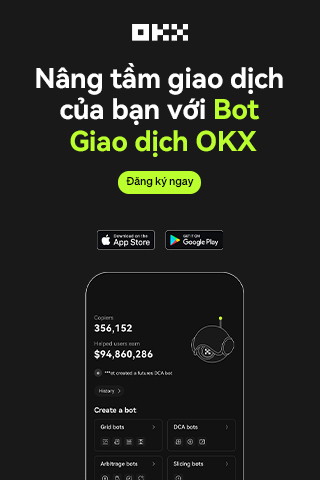 OKX
Nâng tầm giao dịch
của bạn với Bot
Giao dịch OKX
Đăng ký ngay
Download on the
App Store
GET IT ON
Google Play
Copiers
356,152
Helped users earn
$94,860,286
***et created a futures DCA bot
History >
Create a bot
Grid bots >
DCA bots >
Arbitrage bots >
Slicing bots >